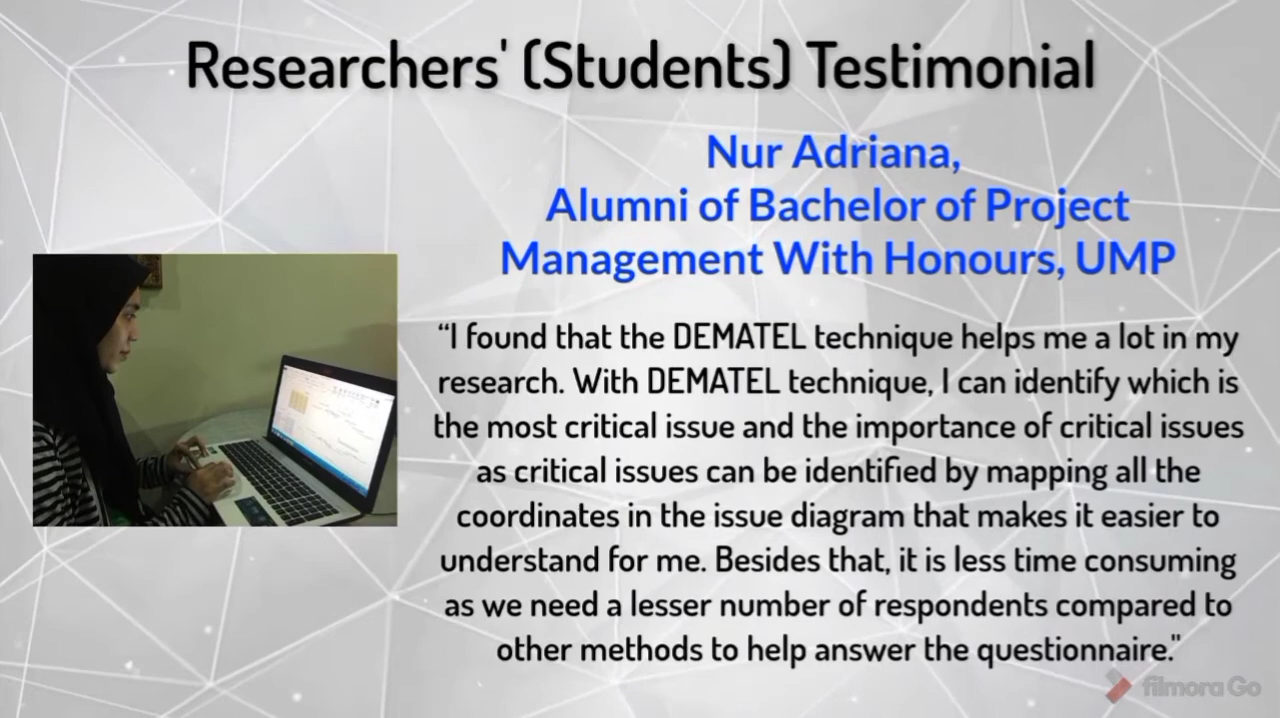 Researchers' (Students) Testimonial
Nur Adriana,
Alumni of Bachelor of Project
Management With Honours, UMP
“I found that the DEMATEL technique helps me a lot in my
research. With DEMATEL technique, I can identify which is
the most critical issue and the importance of critical issues
as critical issues can be identified by mapping all the
coordinates in the issue diagram that makes it easier to
understand for me. Besides that, it is less time consuming
as we need a lesser number of respondents compared to
other methods to help answer the questionnaire."
filmora Go